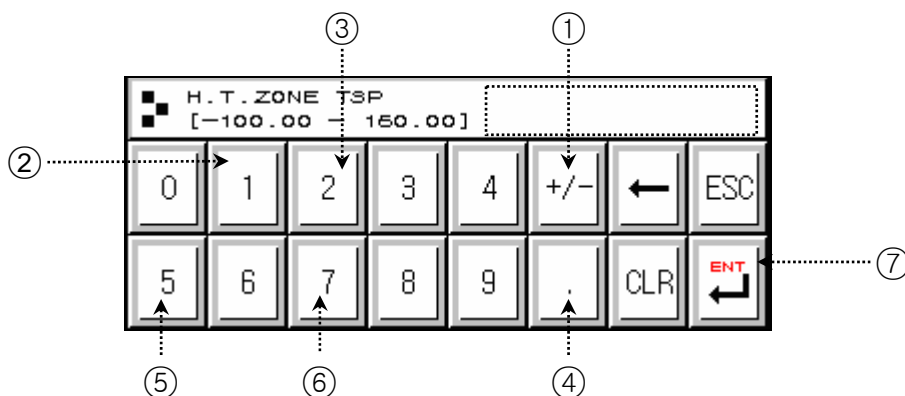 ③ ①
H.T.ZONE TSP
[-100.00 - 150.00]
② 0 1 2 3 4 +/- ← ESC
5 6 7 8 9 . CLR ENT ⑦
⑤ ⑥ ④